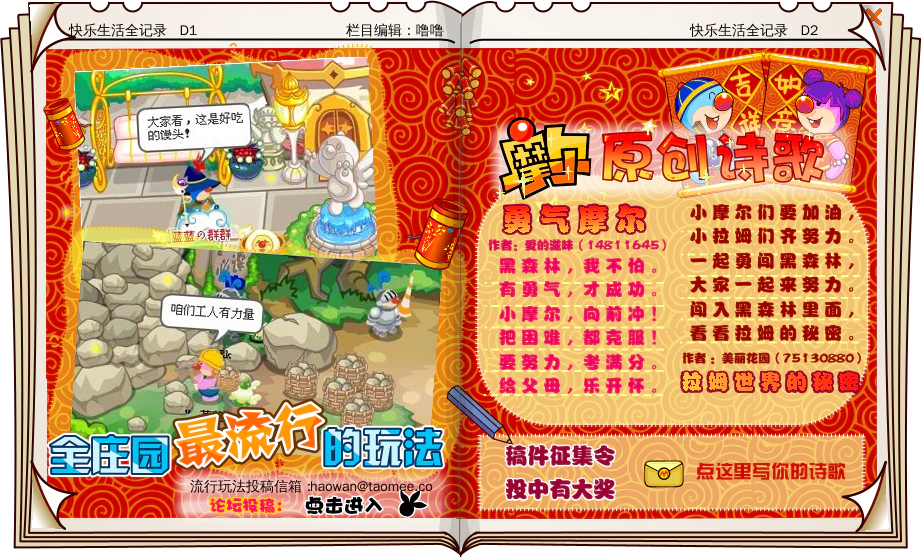 快乐生活全记录 D1
栏目编辑：噜噜
大家看，这是好吃
的馒头！
蓝蓝の群群
咱们工人有力量
全庄园最流行的玩法
流行玩法投稿信箱:haowan@taomee.co
论坛投稿：
点击进入
快乐生活全记录 D2
吉祥
如意
摩尔原创诗歌
勇气摩尔
作者：爱的滋味（14811645）
黑森林，我不怕。
有勇气，才成功。
小摩尔，向前冲！
把困难，都克服！
要努力，考满分。
给父母，乐开怀。
小摩尔们要加油，
小拉姆们齐努力。
一起勇闯黑森林，
大家一起来努力。
闯入黑森林里面，
看看拉姆的秘密。
作者：美丽花园（75130880）
拉姆世界的秘密
稿件征集令
投中有大奖
点这里写你的诗歌